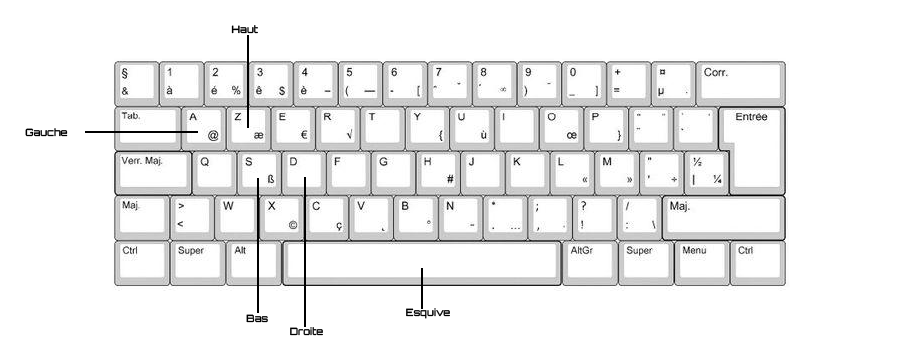 Haut
§ 1 2 3 4 5 6 7 8 9 0 + ¤ Corr.
& à é % ê $ è – ( — - [ ) _ ] = µ
Tab. A Z E R T Y U I O P Entrée
Gauche
@ æ € √ { ù œ }
Verr. Maj. Q S D F G H J K L M " ½
ß # « » ' ÷ | ¼
Maj. > W X C V B N * ; ? / Maj.
< © ç ° . … , ! : \
Ctrl Super Alt AltGr Super Menu Ctrl
Esquive
Bas
Droite